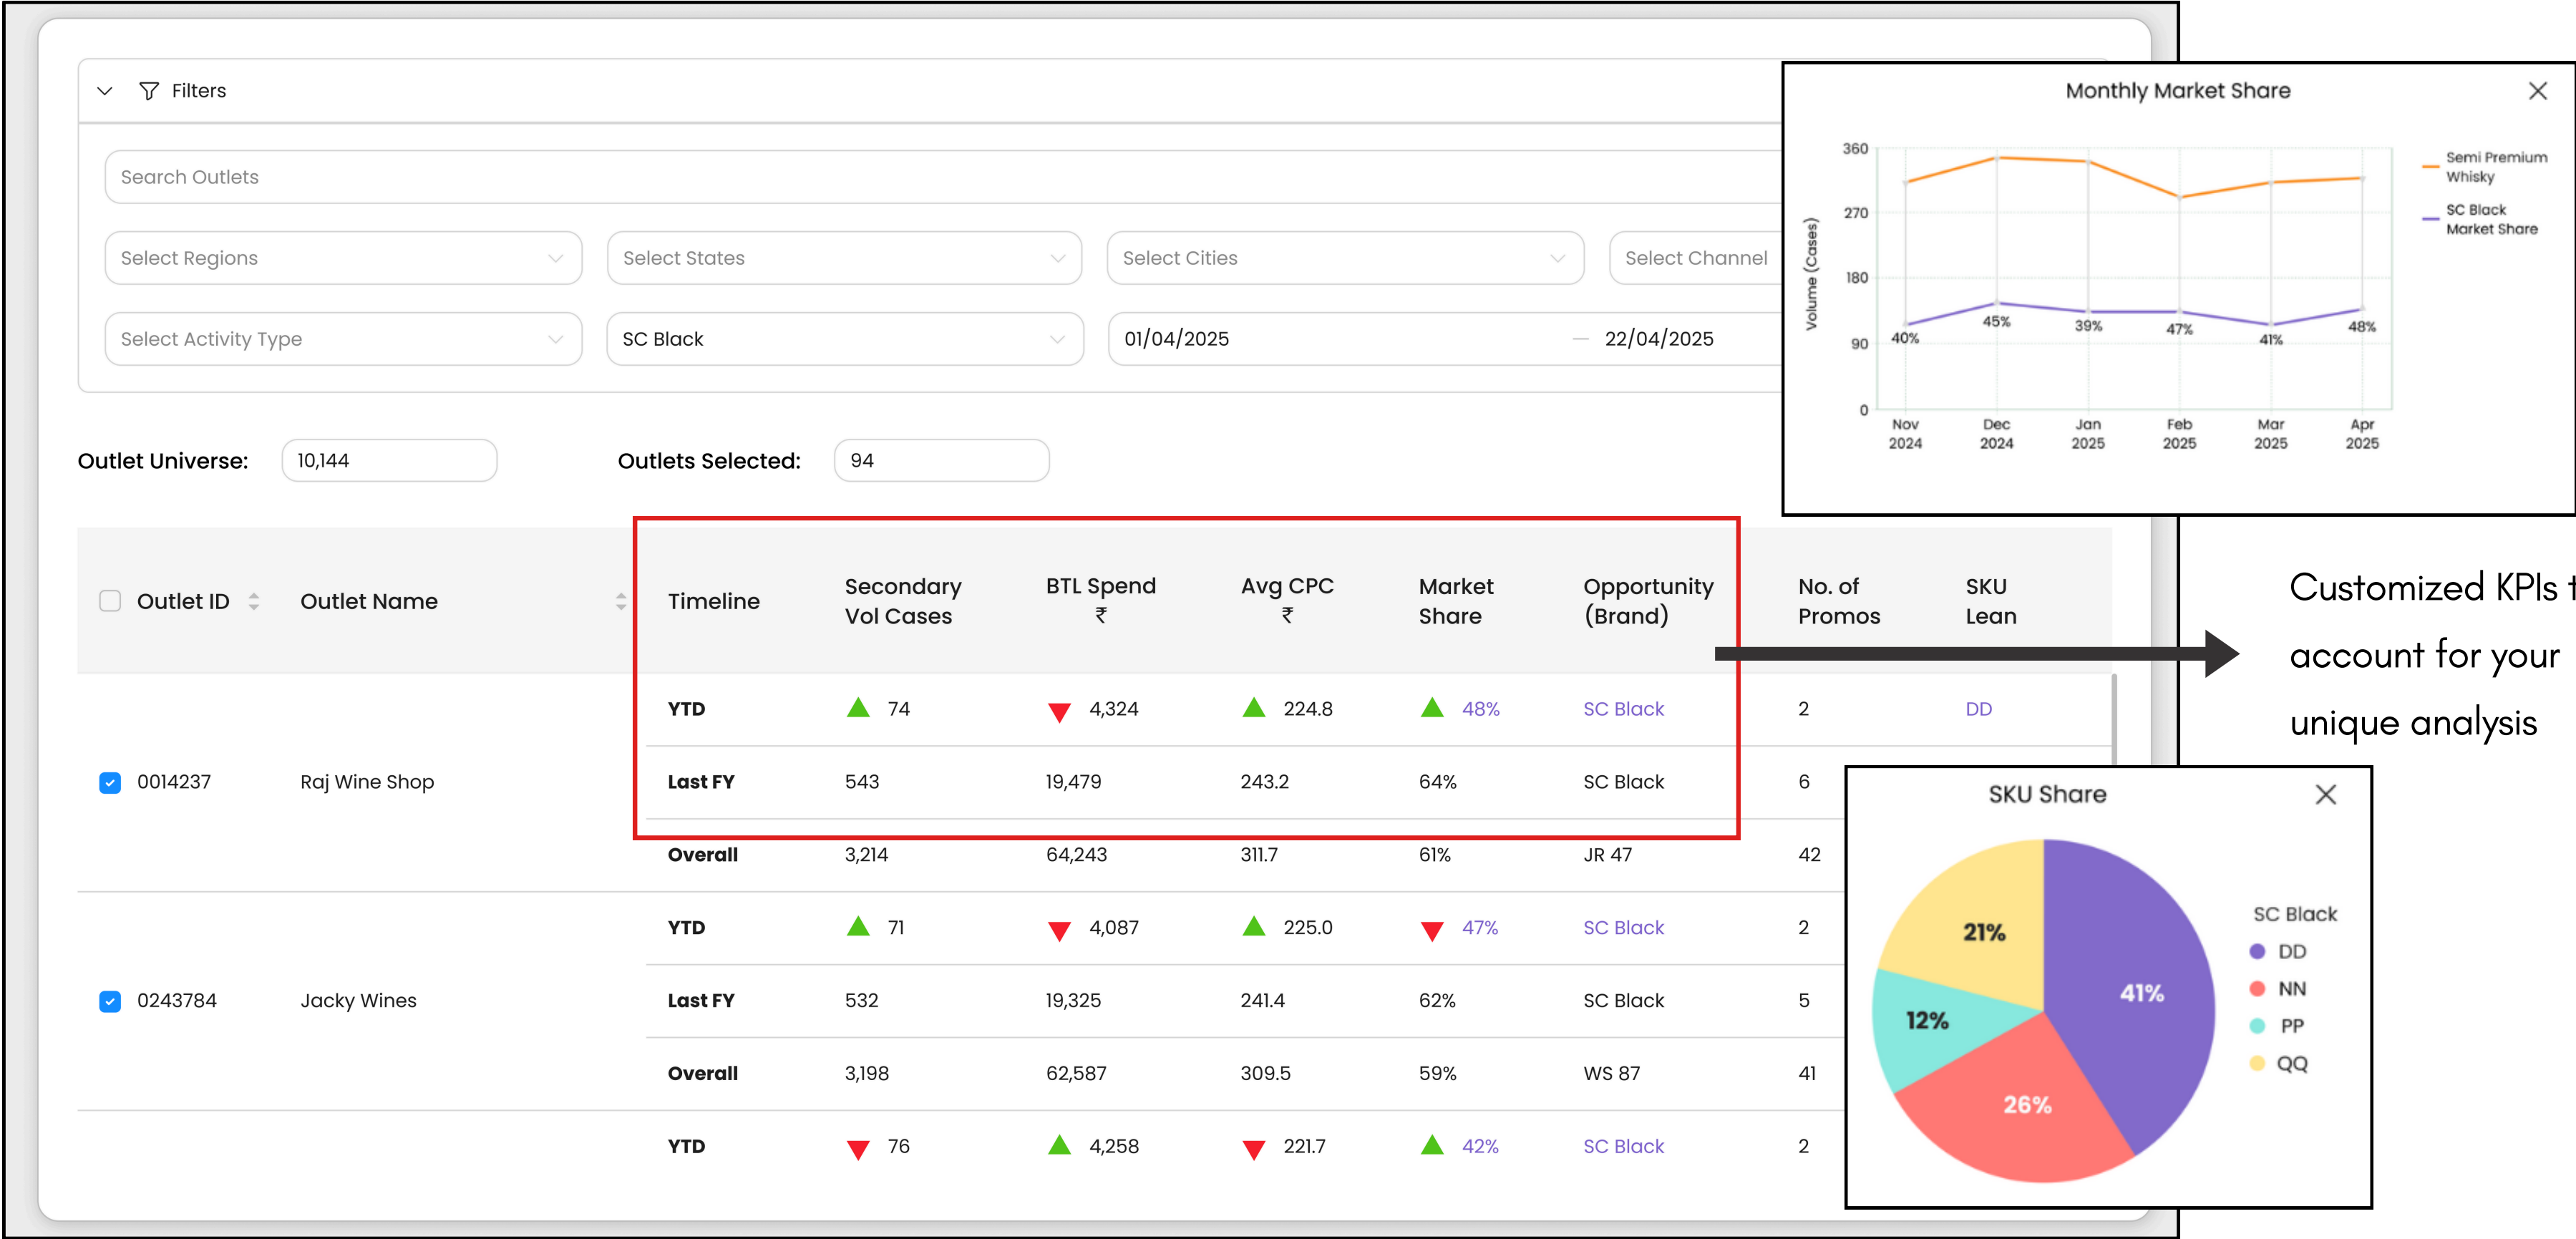 Filters
Search Outlets
Select Regions
Select States
Select Cities
Select Channel
Select Activity Type
SC Black
01/04/2025 — 22/04/2025
Outlet Universe: 10,144
Outlets Selected: 94
Monthly Market Share
Volume (Cases)
360
270
180
90
0
40%
45%
39%
47%
41%
48%
Nov
2024
Dec
2024
Jan
2025
Feb
2025
Mar
2025
Apr
2025
Semi Premium
Whisky
SC Black
Market Share
Outlet ID
Outlet Name
Timeline
Secondary
Vol Cases
BTL Spend
₹
Avg CPC
₹
Market
Share
Opportunity
(Brand)
No. of
Promos
SKU
Lean
YTD 74 4,324 224.8 48% SC Black 2 DD
0014237 Raj Wine Shop Last FY 543 19,479 243.2 64% SC Black 6
Overall 3,214 64,243 311.7 61% JR 47 42
YTD 71 4,087 225.0 47% SC Black 2
0243784 Jacky Wines Last FY 532 19,325 241.4 62% SC Black 5
Overall 3,198 62,587 309.5 59% WS 87 41
YTD 76 4,258 221.7 42% SC Black 2
Customized KPIs t
account for your
unique analysis
SKU Share
21%
41%
12%
26%
SC Black
DD
NN
PP
QQ